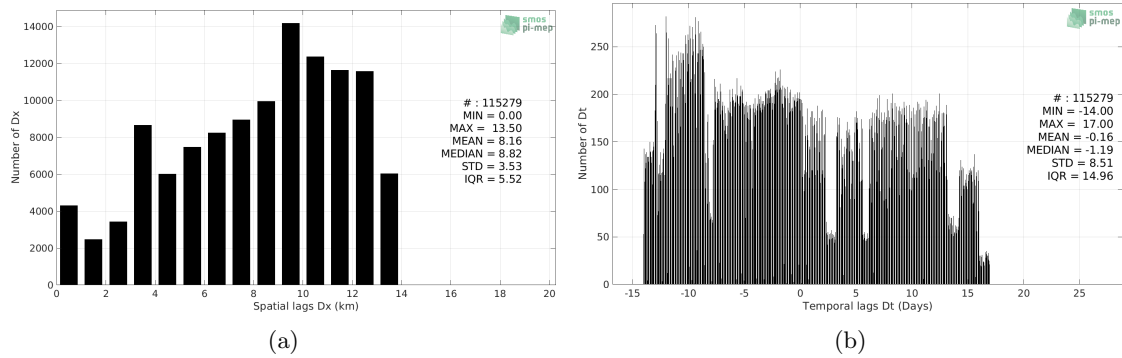 14000
12000
10000
8000
6000
4000
2000
0
Number of Dx
0 2 4 6 8 10 12 14 16 18 20
Spatial lags Dx (km)
smos
pi-mep
# : 115279
MIN = 0.00
MAX = 13.50
MEAN = 8.16
MEDIAN = 8.82
STD = 3.53
IQR = 5.52
(a)
250
200
150
100
50
0
Number of Dt
-15 -10 -5 0 5 10 15 20 25
Temporal lags Dt (Days)
smos
pi-mep
# : 115279
MIN = -14.00
MAX = 17.00
MEAN = -0.16
MEDIAN = -1.19
STD = 8.51
IQR = 14.96
(b)